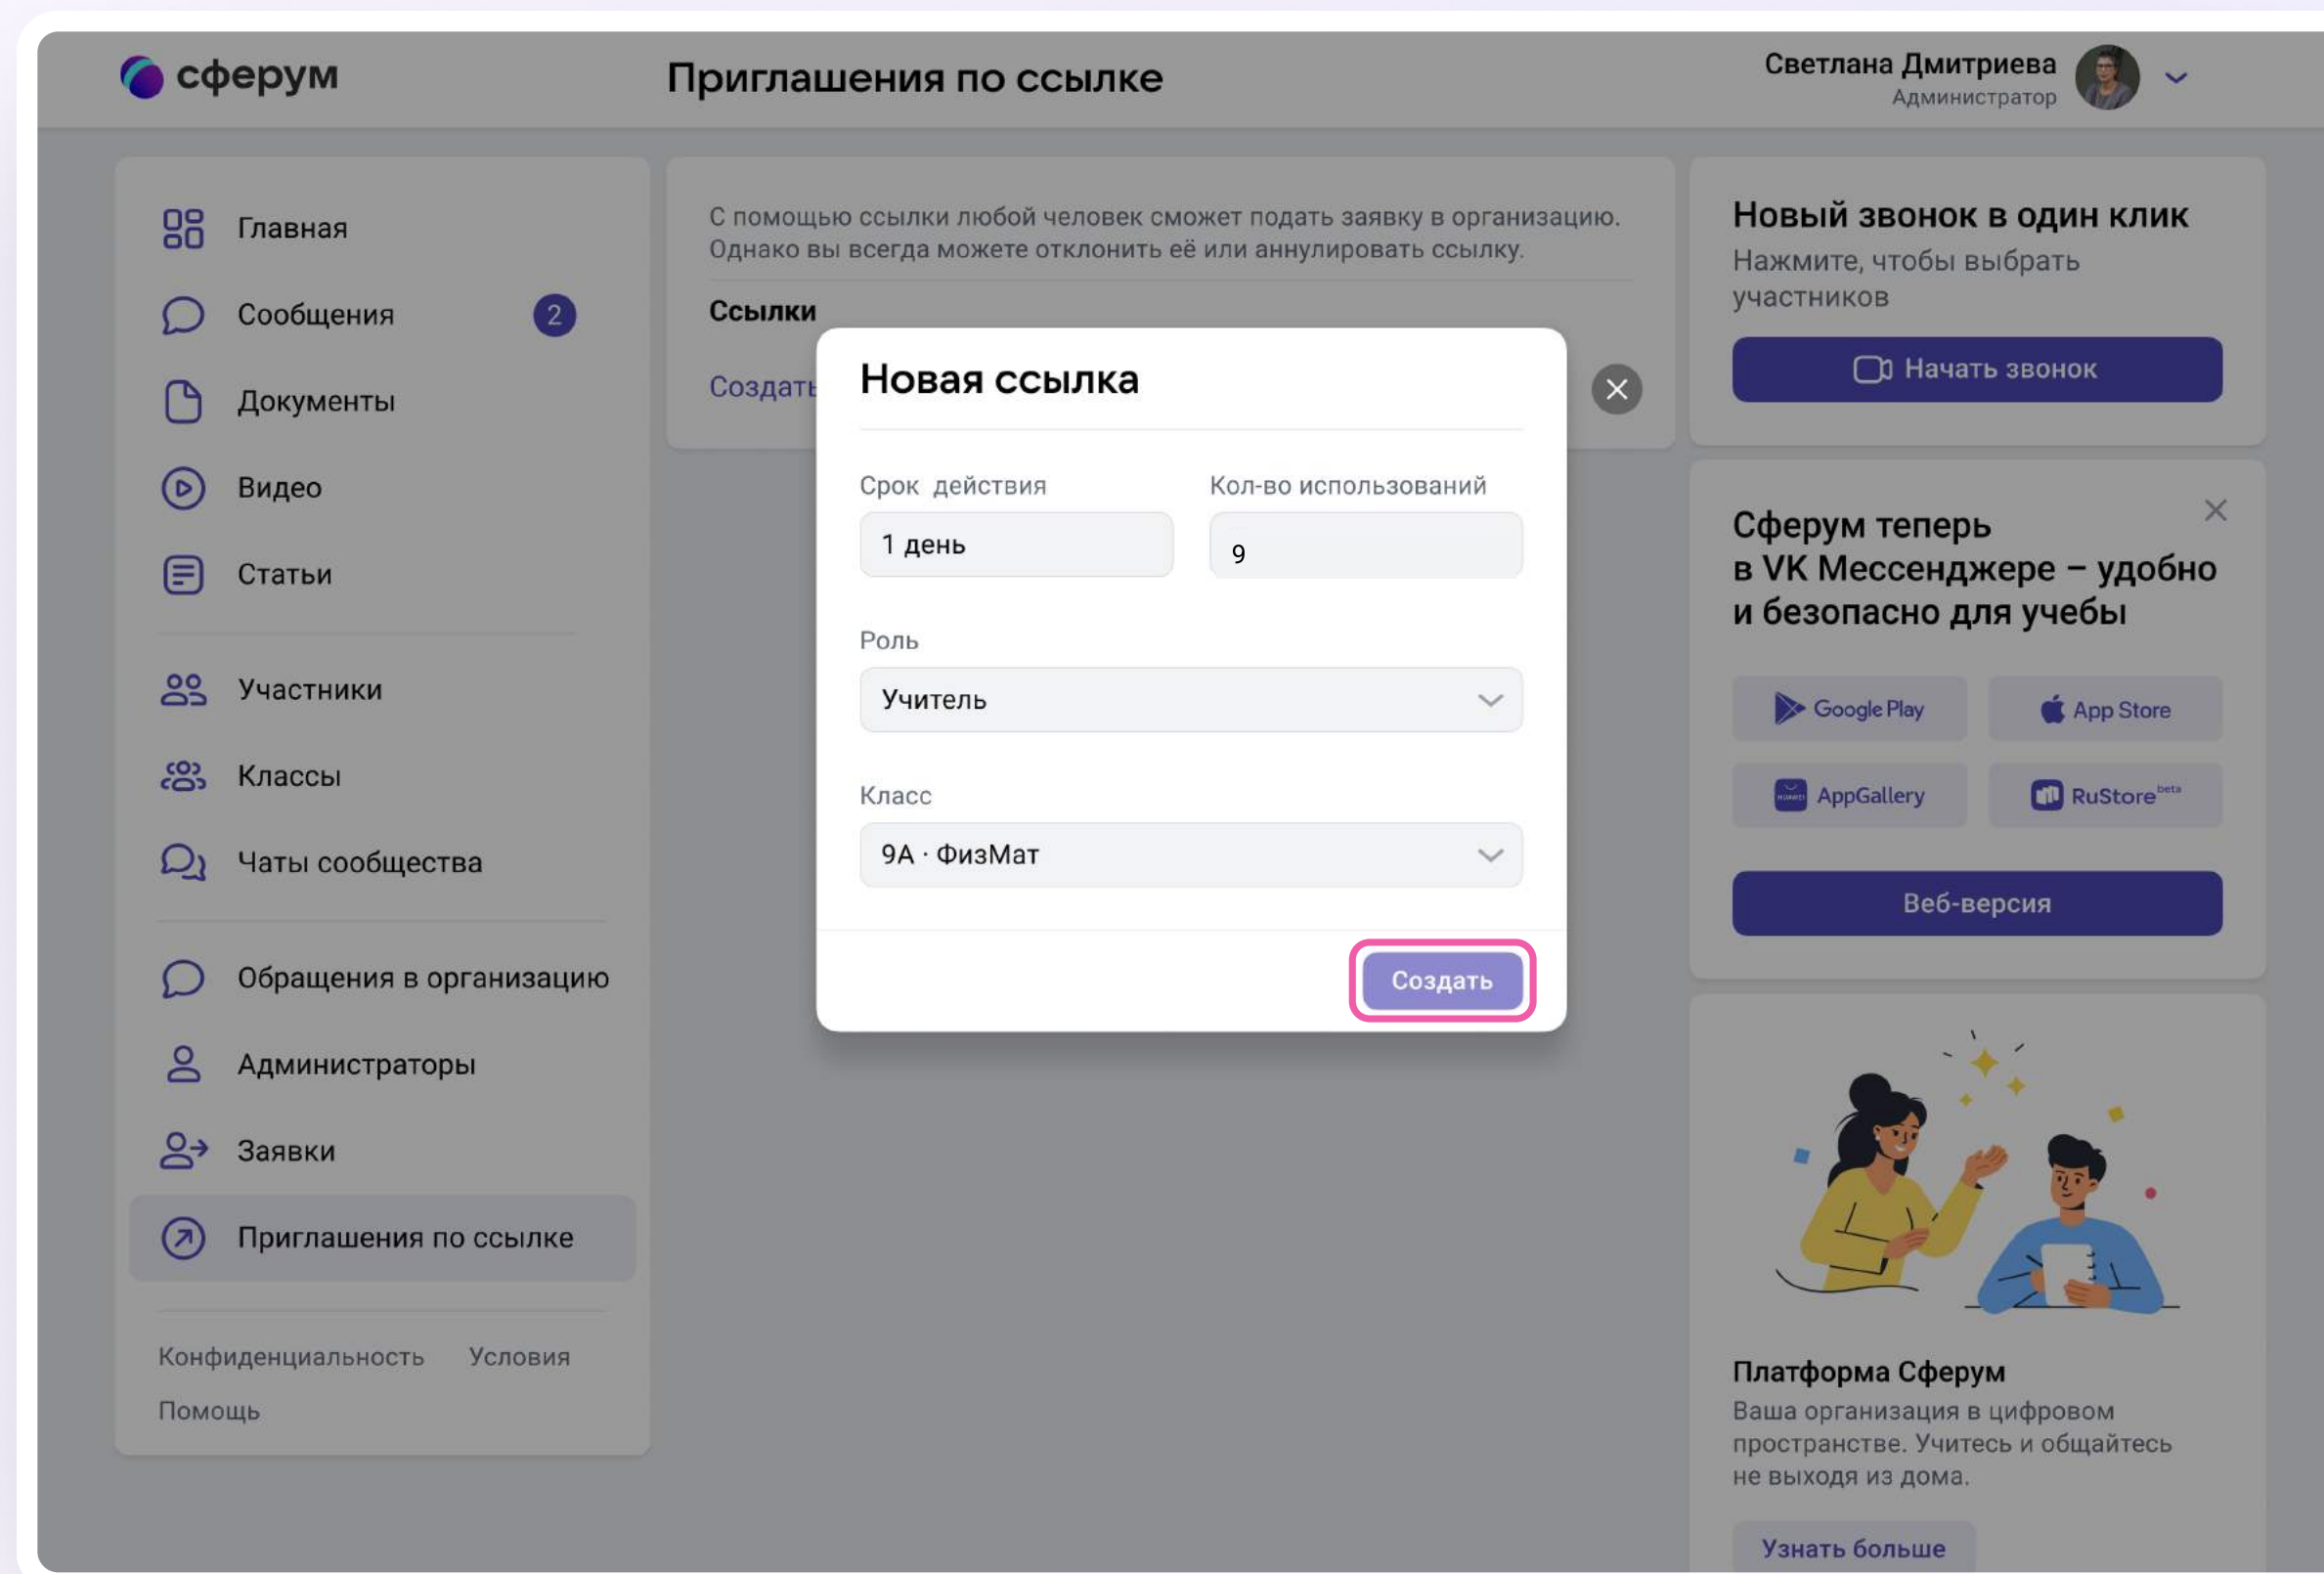 сферум
Приглашения по ссылке
Светлана Дмитриева
Администратор
Главная
Сообщения 2
Документы
Видео
Статьи
Участники
Классы
Чаты сообщества
Обращения в организацию
Администраторы
Заявки
Приглашения по ссылке
Конфиденциальность Условия
Помощь
С помощью ссылки любой человек сможет подать заявку в организацию.
Однако вы всегда можете отклонить её или аннулировать ссылку.
Ссылки
Создать
Новая ссылка
Срок действия Кол-во использований
1 день 9
Роль
Учитель
Класс
9А · ФизМат
Создать
Новый звонок в один клик
Нажмите, чтобы выбрать
участников
Начать звонок
Сферум теперь
в VK Мессенджере – удобно
и безопасно для учебы
Google Play App Store
HUAWEI AppGallery RuStore beta
Веб-версия
Платформа Сферум
Ваша организация в цифровом
пространстве. Учитесь и общайтесь
не выходя из дома.
Узнать больше